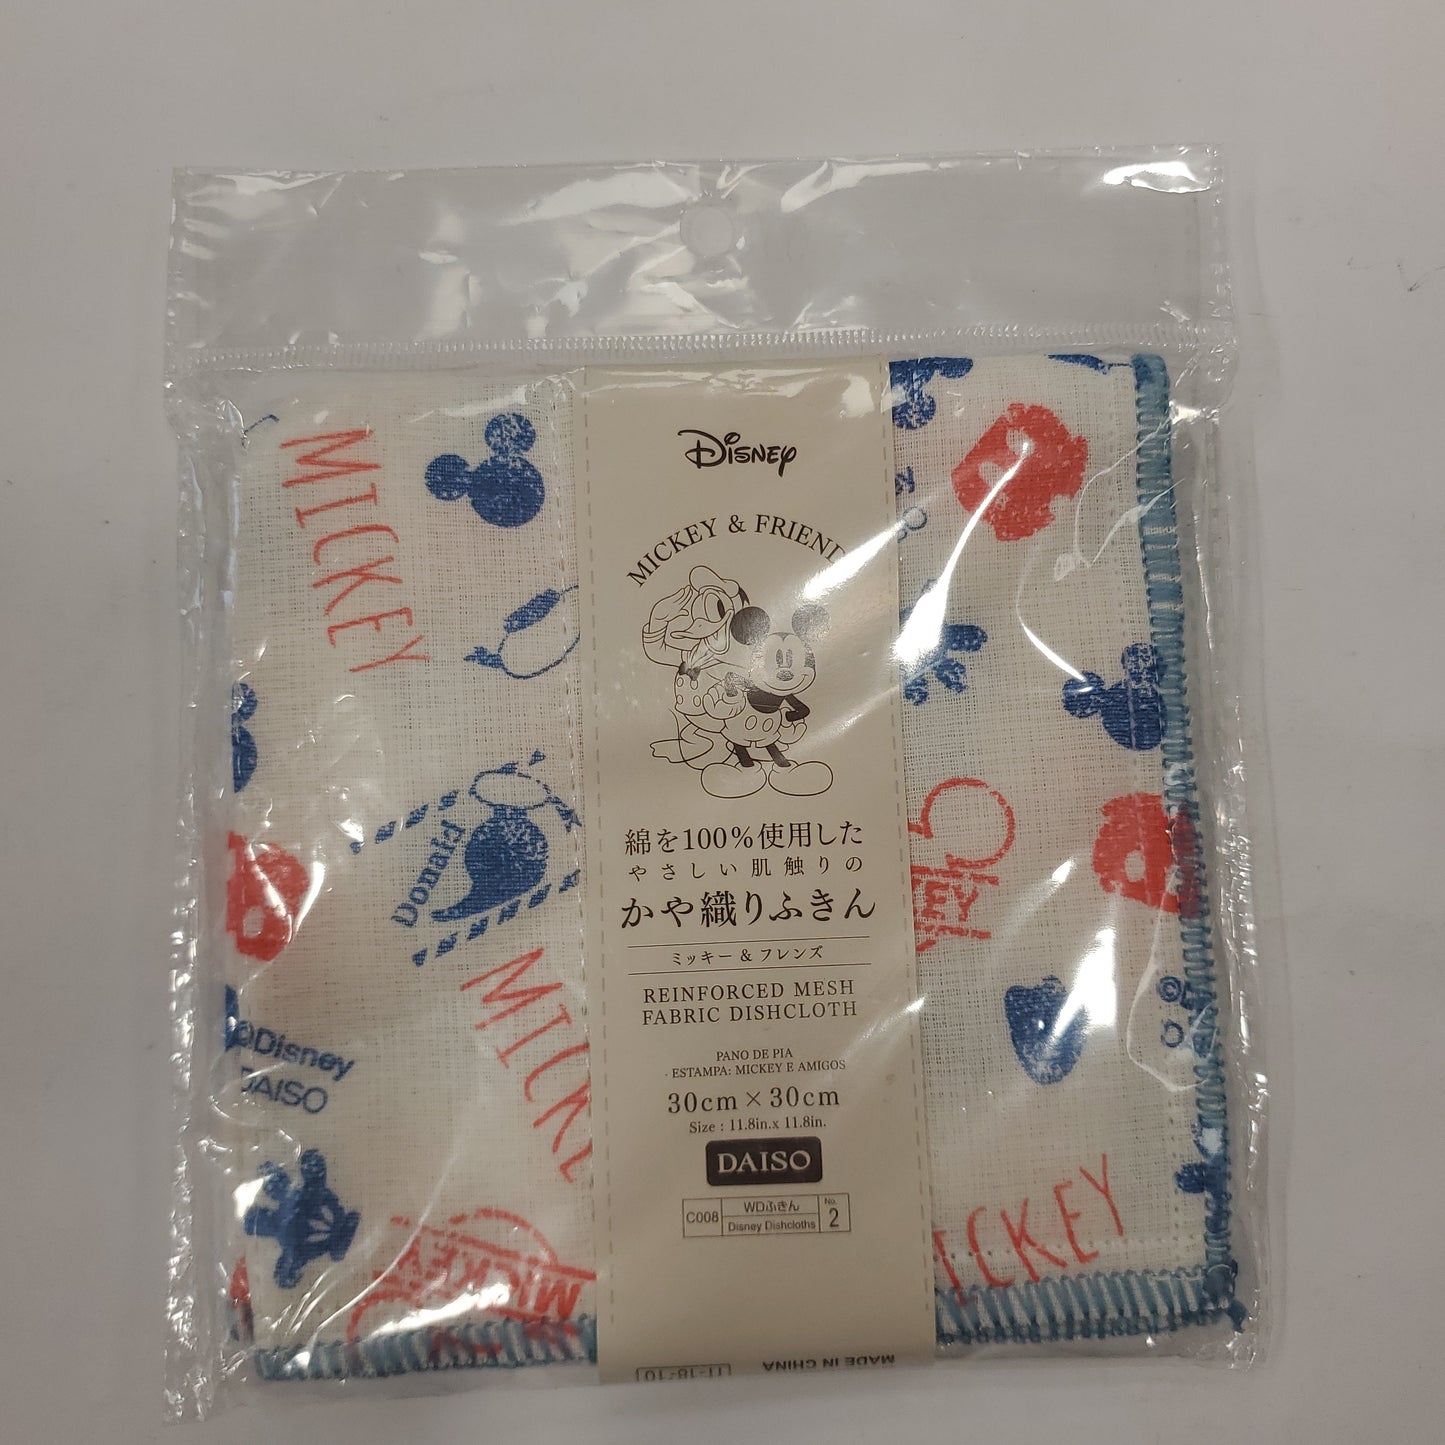 Disney
MICKEY & FRIEND
綿を100%使用した
やさしい肌触りの
かや織りふきん
ミッキー & フレンズ
REINFORCED MESH
FABRIC DISHCLOTH
PANO DE PIA
ESTAMPA: MICKEY E AMIGOS
30cm × 30cm
Size : 11.8in.x 11.8in.
DAISO
C008
WDふきん
Disney Dishcloths
No.
2
MADE IN CHINA
MICKEY
Donald
MICKE
©Disney
DAISO
MICKEY
ICKEY